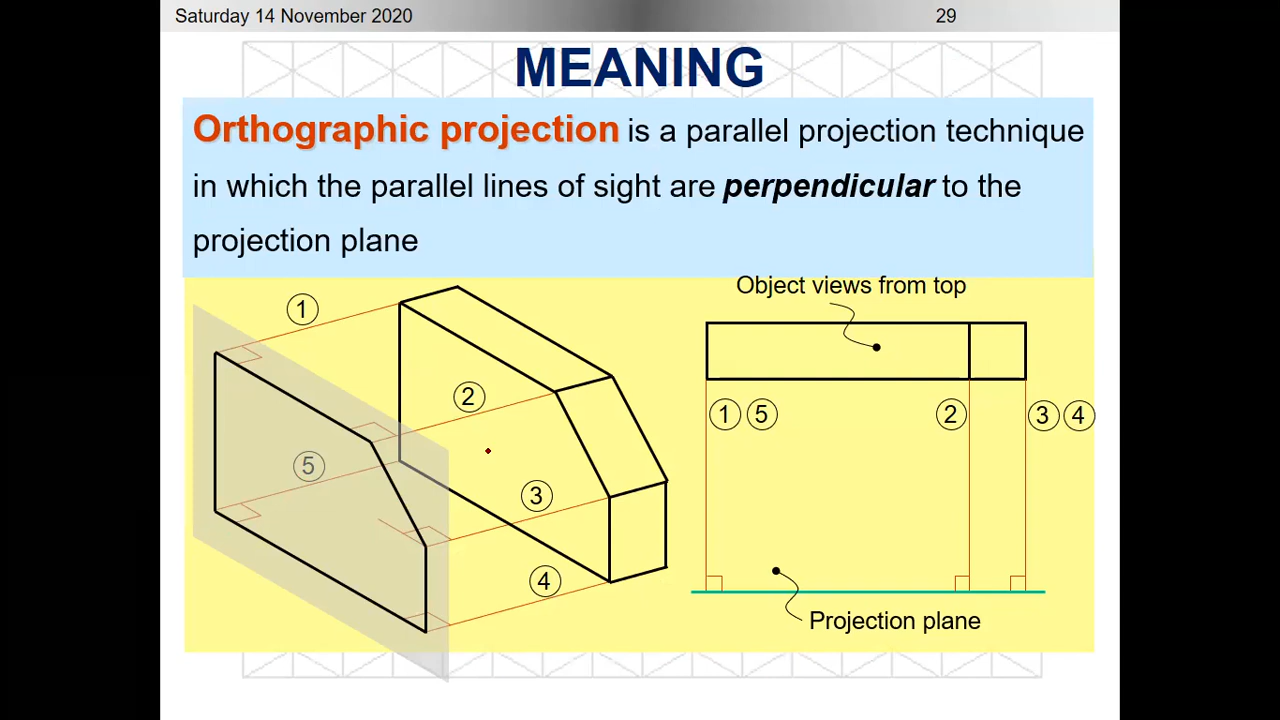 Saturday 14 November 2020 29
MEANING
Orthographic projection is a parallel projection technique
in which the parallel lines of sight are perpendicular to the
projection plane
Object views from top
1
2
5
3
4
1 5 2 3 4
Projection plane